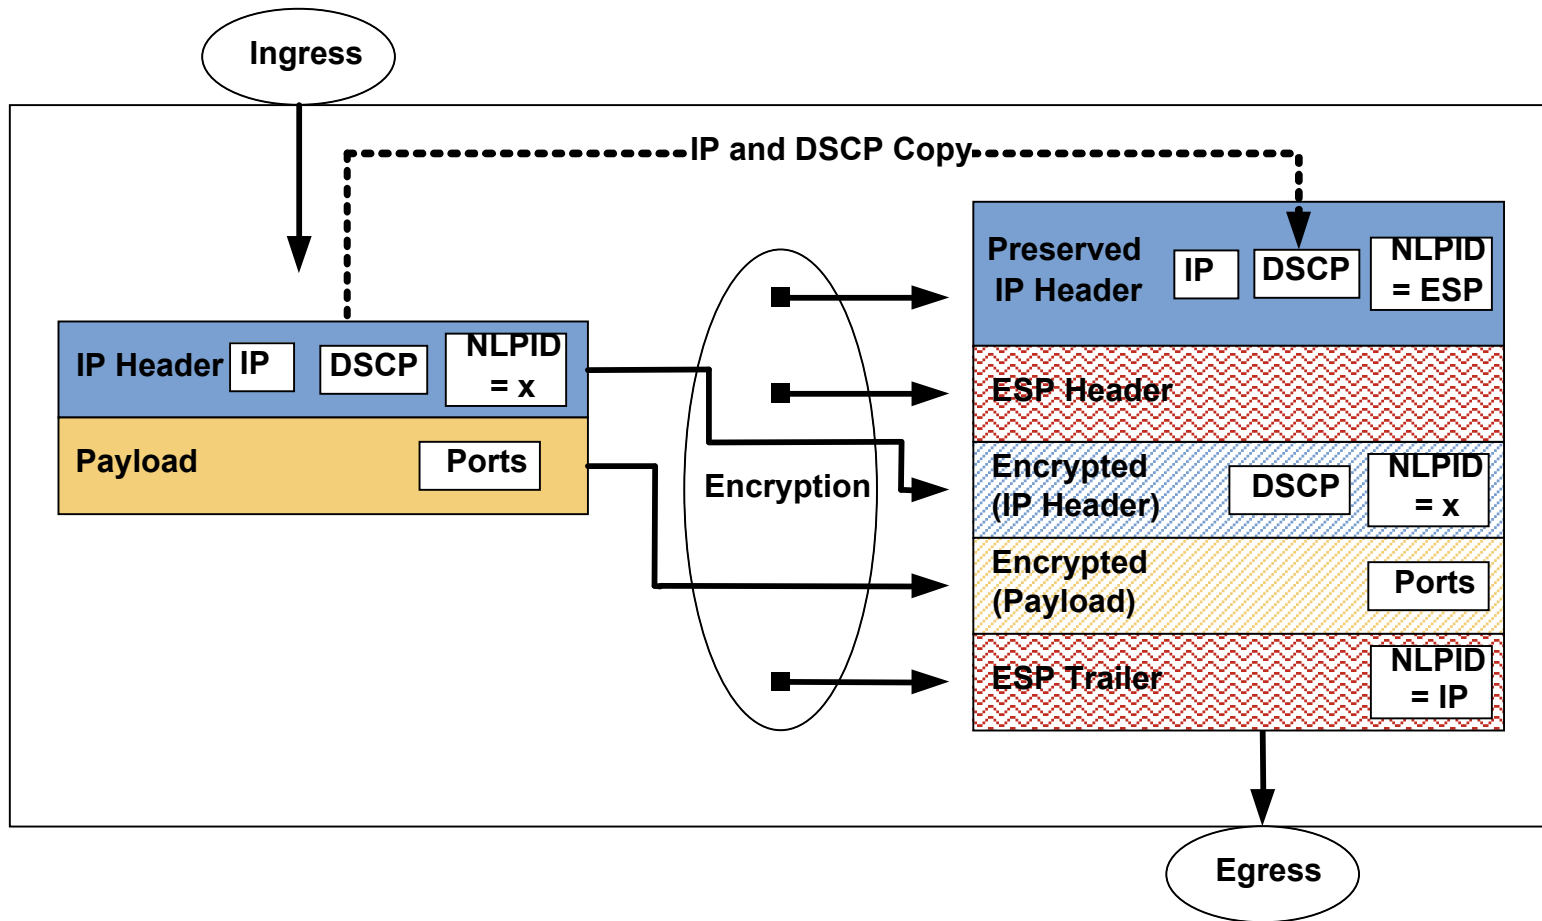 Ingress
IP and DSCP Copy
Preserved
IP Header
IP
DSCP
NLPID
= ESP
IP Header
IP
DSCP
NLPID
= x
ESP Header
Payload
Ports
Encryption
Encrypted
(IP Header)
DSCP
NLPID
= x
Encrypted
(Payload)
Ports
ESP Trailer
NLPID
= IP
Egress